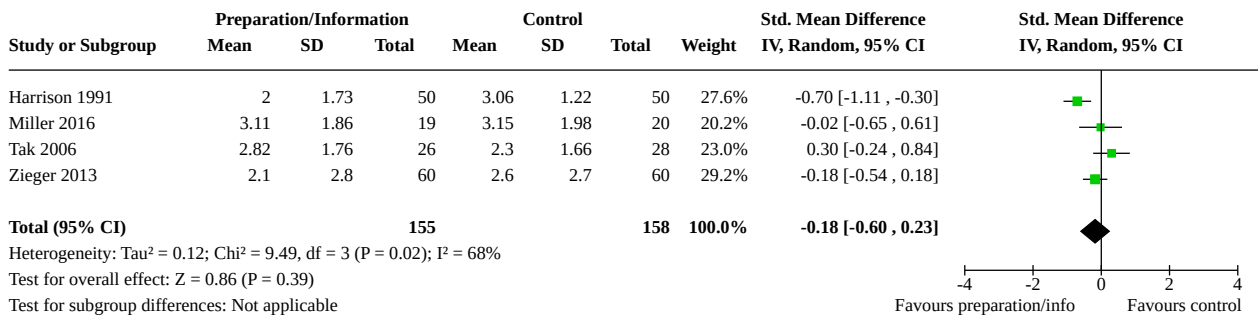 Preparation/Information Control Std. Mean Difference Std. Mean Difference
Study or Subgroup Mean SD Total Mean SD Total Weight IV, Random, 95% CI IV, Random, 95% CI
Harrison 1991 2 1.73 50 3.06 1.22 50 27.6% -0.70 [-1.11 , -0.30]
Miller 2016 3.11 1.86 19 3.15 1.98 20 20.2% -0.02 [-0.65 , 0.61]
Tak 2006 2.82 1.76 26 2.3 1.66 28 23.0% 0.30 [-0.24 , 0.84]
Zieger 2013 2.1 2.8 60 2.6 2.7 60 29.2% -0.18 [-0.54 , 0.18]
Total (95% CI) 155 158 100.0% -0.18 [-0.60 , 0.23]
Heterogeneity: Tau² = 0.12; Chi² = 9.49, df = 3 (P = 0.02); I² = 68%
Test for overall effect: Z = 0.86 (P = 0.39)
-4 -2 0 2 4
Test for subgroup differences: Not applicable
Favours preparation/info Favours control